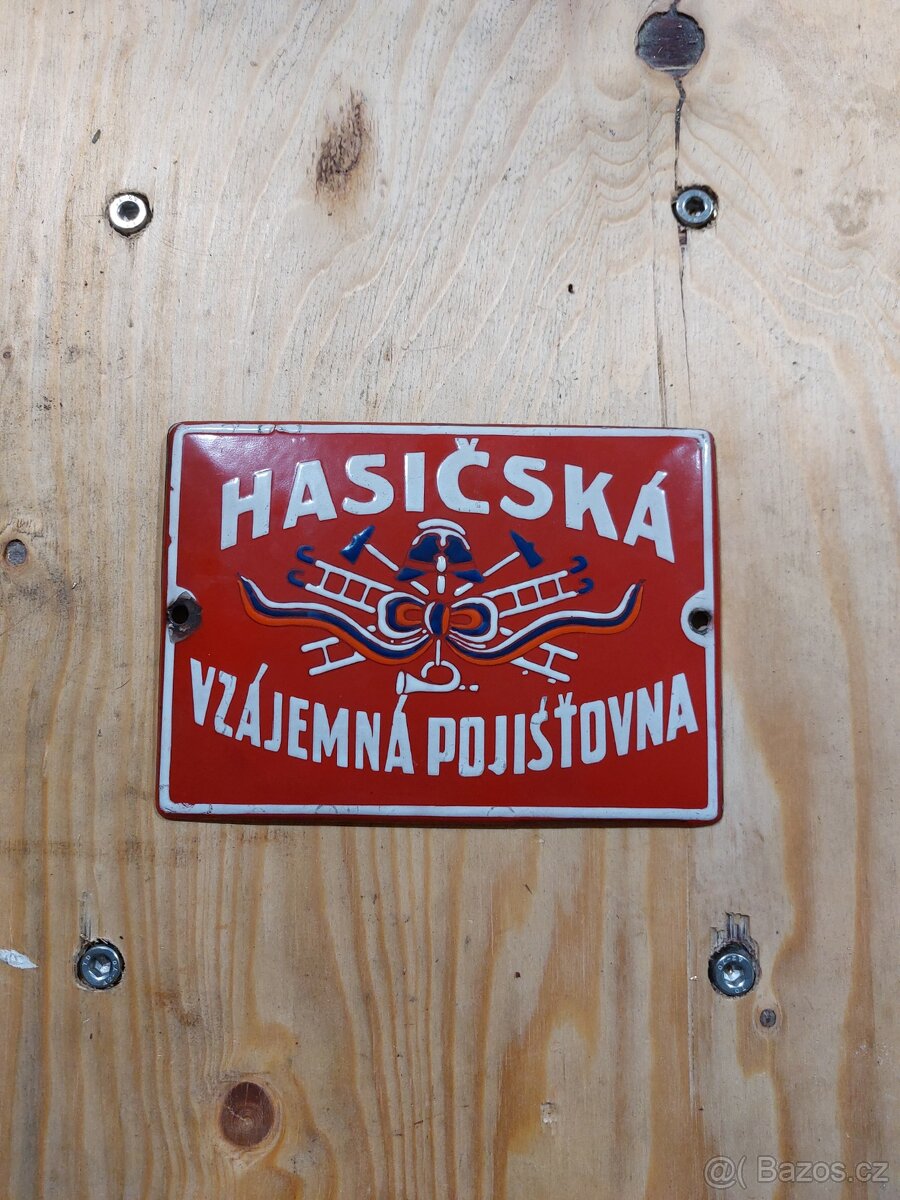 HASIČSKÁ
VZÁJEMNÁ POJIŠŤOVNA
@( Bazos.cz